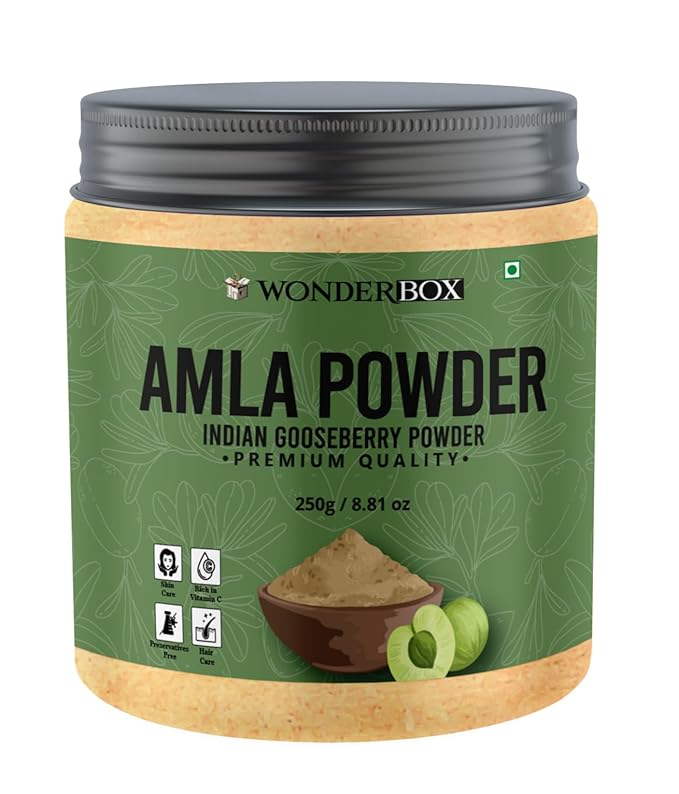 WONDERBOX
AMLA POWDER
INDIAN GOOSEBERRY POWDER
•PREMIUM QUALITY•
250g / 8.81 oz
Skin
Care
Rich in
Vitamin C
C
Preservatives
Free
Hair
Care